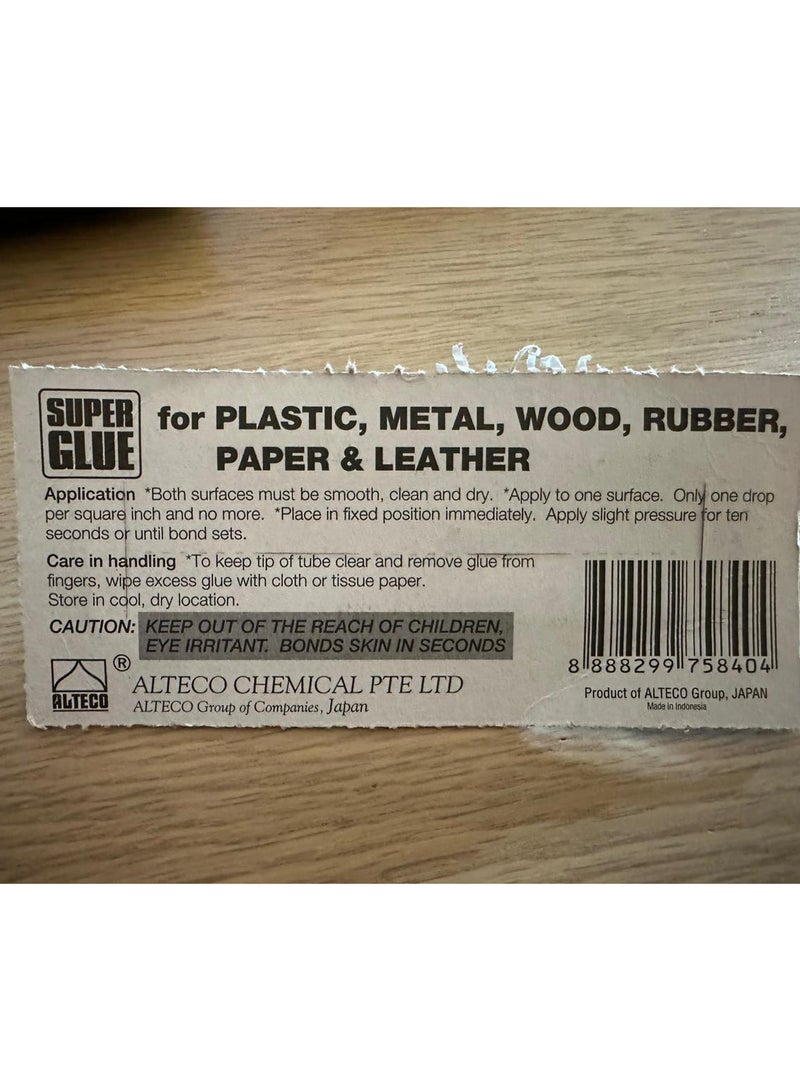 SUPER GLUE
for PLASTIC, METAL, WOOD, RUBBER,
PAPER & LEATHER
Application *Both surfaces must be smooth, clean and dry. *Apply to one surface. Only one drop
per square inch and no more. *Place in fixed position immediately. Apply slight pressure for ten
seconds or until bond sets.
Care in handling *To keep tip of tube clear and remove glue from
fingers, wipe excess glue with cloth or tissue paper.
Store in cool, dry location.
CAUTION: KEEP OUT OF THE REACH OF CHILDREN,
EYE IRRITANT. BONDS SKIN IN SECONDS
ALTECO ®
ALTECO CHEMICAL PTE LTD
ALTECO Group of Companies, Japan
8 888299 758404
Product of ALTECO Group, JAPAN
Made in Indonesia